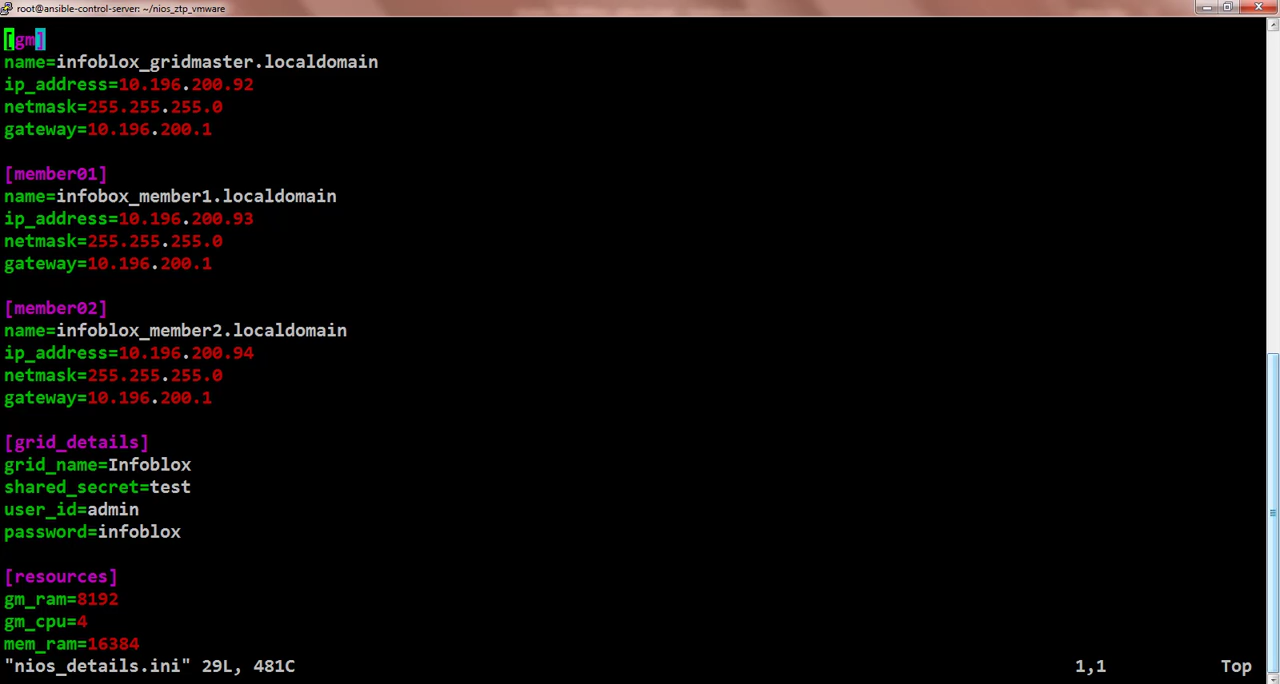 root@ansible-control-server: ~/nios_ztp_vmware
[gm]
name=infoblox_gridmaster.localdomain
ip_address=10.196.200.92
netmask=255.255.255.0
gateway=10.196.200.1
[member01]
name=infobox_member1.localdomain
ip_address=10.196.200.93
netmask=255.255.255.0
gateway=10.196.200.1
[member02]
name=infoblox_member2.localdomain
ip_address=10.196.200.94
netmask=255.255.255.0
gateway=10.196.200.1
[grid_details]
grid_name=Infoblox
shared_secret=test
user_id=admin
password=infoblox
[resources]
gm_ram=8192
gm_cpu=4
mem_ram=16384
"nios_details.ini" 29L, 481C 1,1 Top